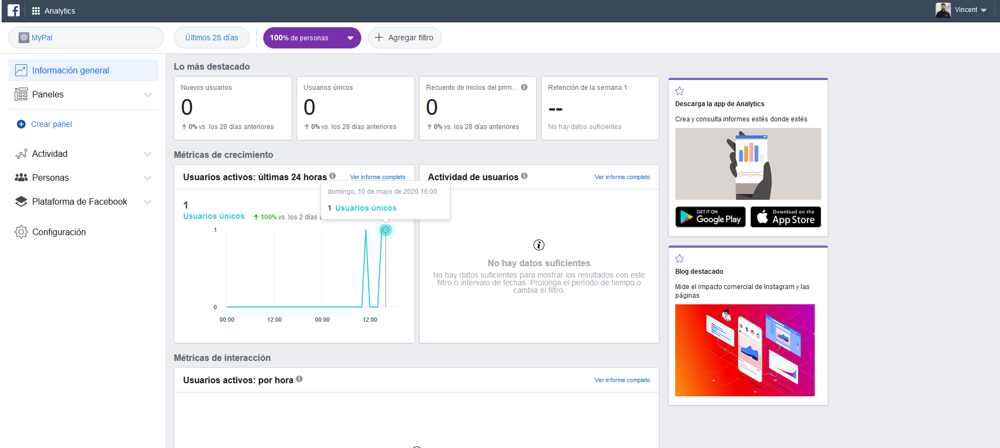 Analytics
Vincent
MyPal
Últimos 28 días
100% de personas
Agregar filtro
Información general
Paneles
Crear panel
Actividad
Personas
Plataforma de Facebook
Configuración
Lo más destacado
Nuevos usuarios
0
0% vs. los 28 días anteriores
Usuarios únicos
0
0% vs. los 28 días anteriores
Recuento de inicios del prim...
0
0% vs. los 28 días anteriores
Retención de la semana 1
--
No hay datos suficientes
Métricas de crecimiento
Usuarios activos: últimas 24 horas
Ver informe completo
domingo, 10 de mayo de 2020 16:00
1 Usuarios únicos
1
Usuarios únicos
100% vs. los 2 días
1
0
00:00
12:00
00:00
12:00
Actividad de usuarios
Ver informe completo
No hay datos suficientes
No hay datos suficientes para mostrar los resultados con este
filtro o intervalo de fechas. Prolonga el período de tiempo o
cambia el filtro.
Métricas de interacción
Usuarios activos: por hora
Ver informe completo
Descarga la app de Analytics
Crea y consulta informes estés donde estés
GET IT ON
Google Play
Download on the
App Store
Blog destacado
Mide el impacto comercial de Instagram y las
páginas